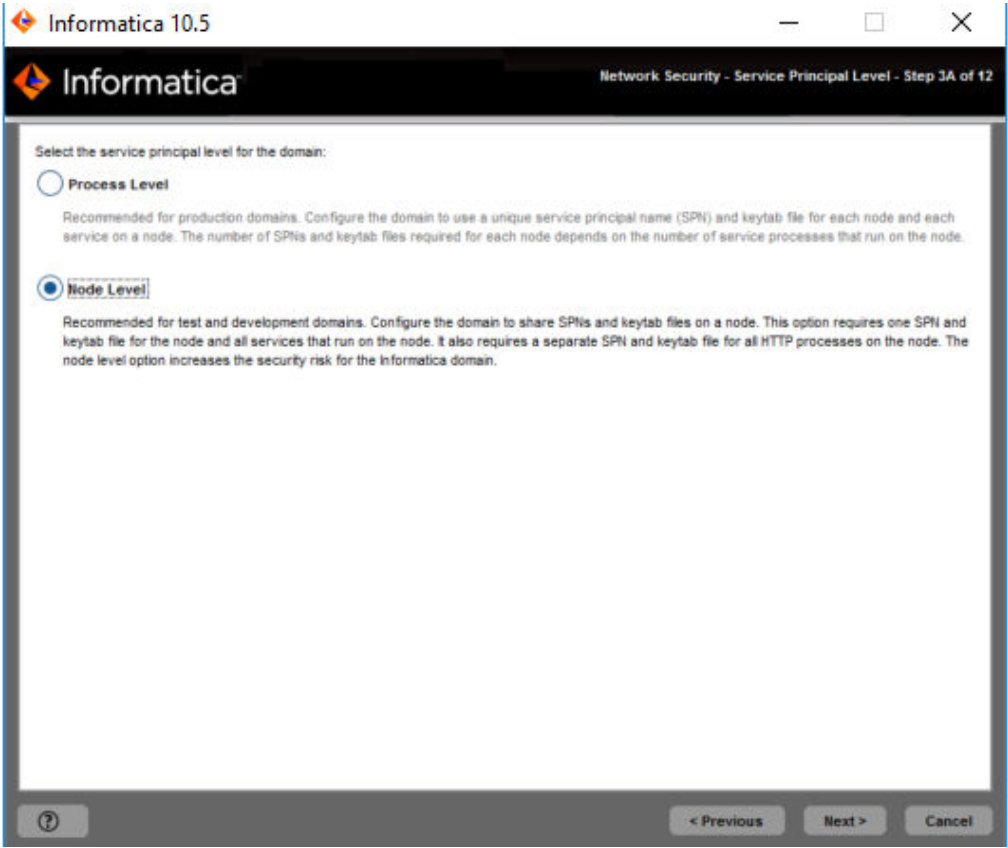 Informatica 10.5
Informatica
Network Security - Service Principal Level - Step 3A of 12
Select the service principal level for the domain:
Process Level
Recommended for production domains. Configure the domain to use a unique service principal name (SPN) and keytab file for each node and each
service on a node. The number of SPNs and keytab files required for each node depends on the number of service processes that run on the node.
Node Level
Recommended for test and development domains. Configure the domain to share SPNs and keytab files on a node. This option requires one SPN and
keytab file for the node and all services that run on the node. It also requires a separate SPN and keytab file for all HTTP processes on the node. The
node level option increases the security risk for the Informatica domain.
?
< Previous
Next >
Cancel